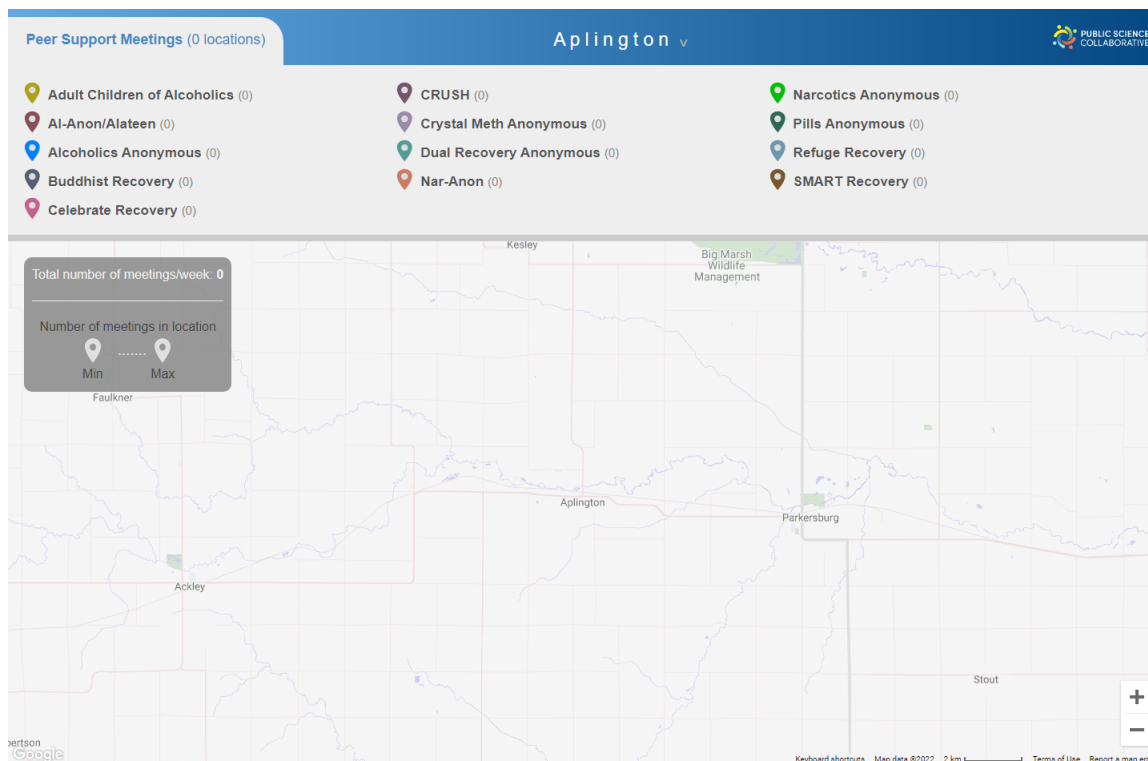 Peer Support Meetings (0 locations)
Aplington v
PUBLIC SCIENCE
COLLABORATIVE
Adult Children of Alcoholics (0)
Al-Anon/Alateen (0)
Alcoholics Anonymous (0)
Buddhist Recovery (0)
Celebrate Recovery (0)
CRUSH (0)
Crystal Meth Anonymous (0)
Dual Recovery Anonymous (0)
Nar-Anon (0)
Narcotics Anonymous (0)
Pills Anonymous (0)
Refuge Recovery (0)
SMART Recovery (0)
Total number of meetings/week: 0
Number of meetings in location
Min
Max
Kesley
Big Marsh
Wildlife
Management
Faulkner
Aplington
Parkersburg
Ackley
Stout
bertson
Google
Keyboard shortcuts
Map data ©2022
2 km
Terms of Use
Report a map er